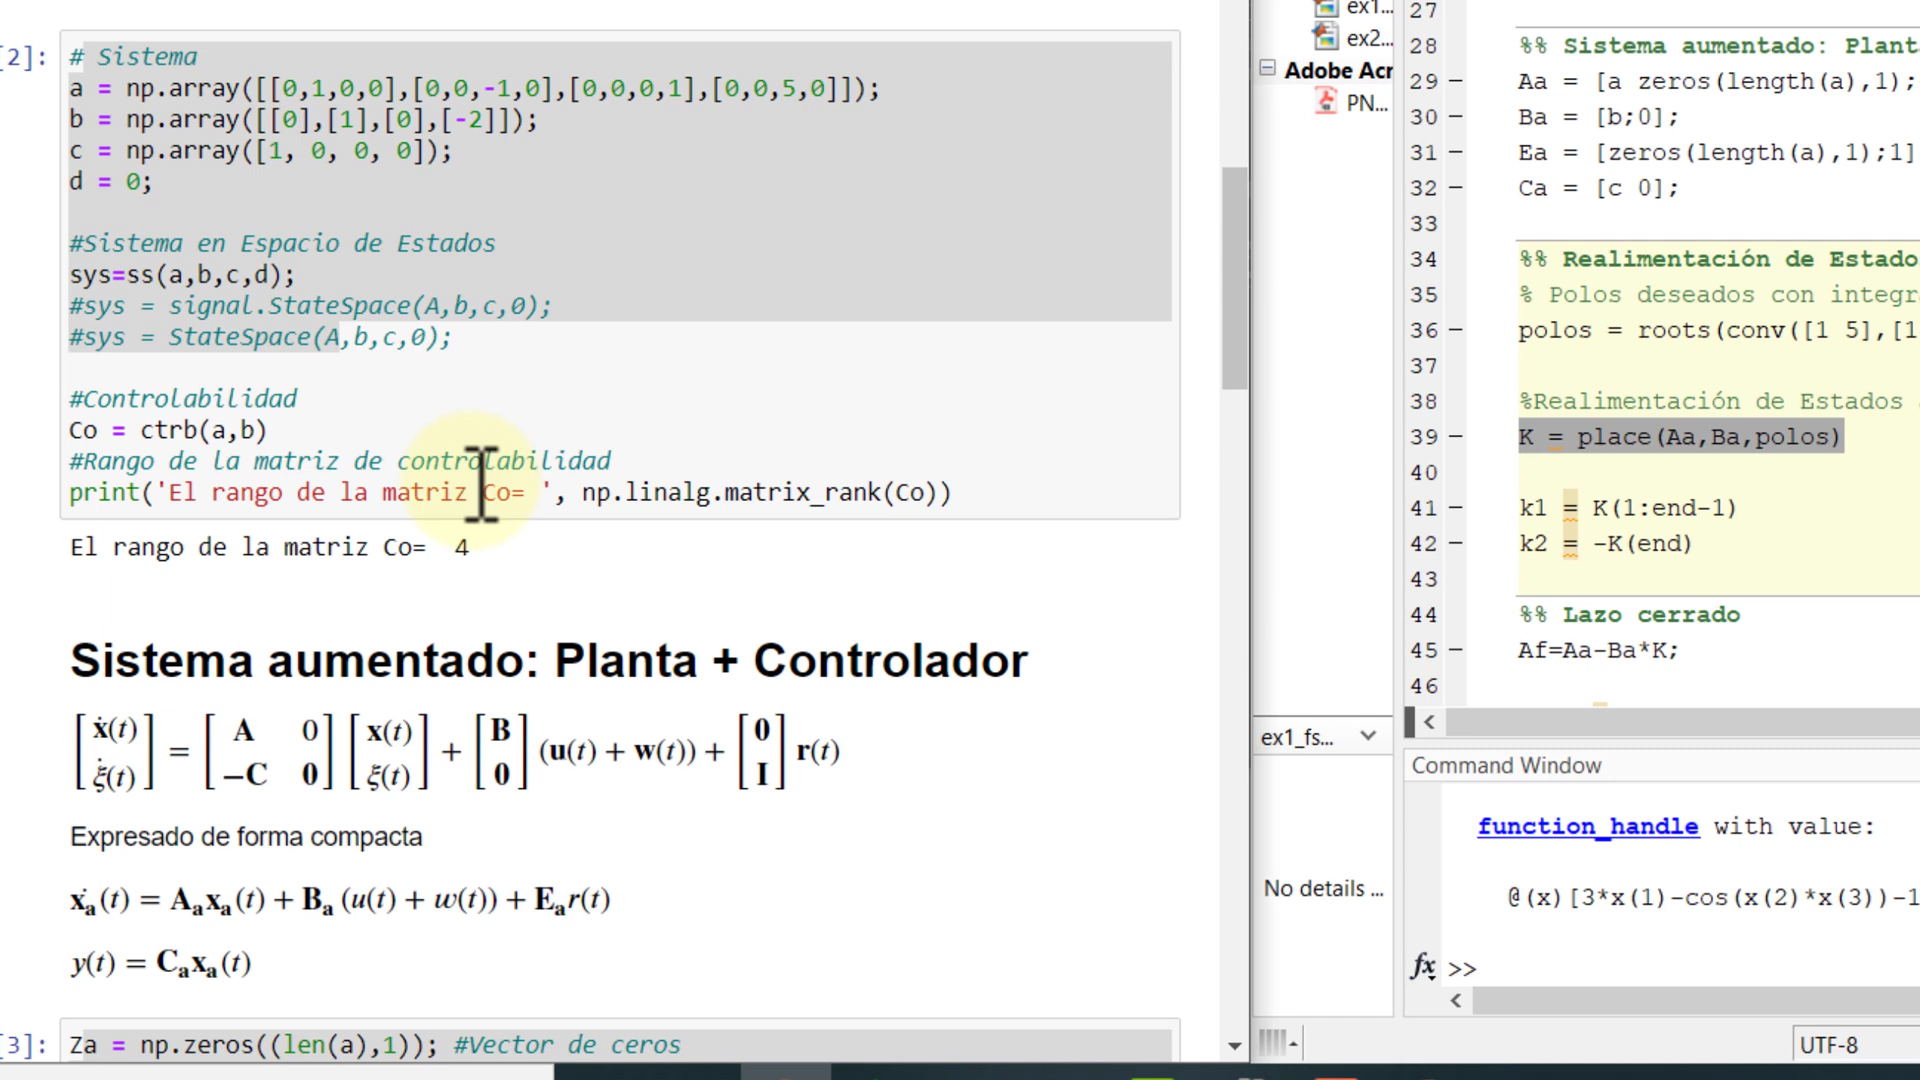 [2]:
# Sistema
a = np.array([[0,1,0,0],[0,0,-1,0],[0,0,0,1],[0,0,5,0]]);
b = np.array([[0],[1],[0],[-2]]);
c = np.array([1, 0, 0, 0]);
d = 0;
#Sistema en Espacio de Estados
sys=ss(a,b,c,d);
#sys = signal.StateSpace(A,b,c,0);
#sys = StateSpace(A,b,c,0);
#Controlabilidad
Co = ctrb(a,b)
#Rango de la matriz de controlabilidad
print('El rango de la matriz Co= ', np.linalg.matrix_rank(Co))
El rango de la matriz Co= 4
Sistema aumentado: Planta + Controlador
[ẋ(t) ξ̇(t)] = [A 0 −C 0] [x(t) ξ(t)] + [B 0] (u(t) + w(t)) + [0 I] r(t)
Expresado de forma compacta
ẋₐ(t) = Aₐxₐ(t) + Bₐ (u(t) + w(t)) + Eₐr(t)
y(t) = Cₐxₐ(t)
[3]:
Za = np.zeros((len(a),1)); #Vector de ceros
ex1...
ex2...
Adobe Acr
PN...
ex1_fs...
No details ...
27
28 %% Sistema aumentado: Plant
29 − Aa = [a zeros(length(a),1);
30 − Ba = [b;0];
31 − Ea = [zeros(length(a),1);1]
32 − Ca = [c 0];
33
34 %% Realimentación de Estado
35 % Polos deseados con integr
36 − polos = roots(conv([1 5],[1
37
38 %Realimentación de Estados
39 − K = place(Aa,Ba,polos)
40
41 − k1 = K(1:end-1)
42 − k2 = -K(end)
43
44 %% Lazo cerrado
45 − Af=Aa-Ba*K;
46
Command Window
function_handle with value:
@(x)[3*x(1)-cos(x(2)*x(3))-1
fx >>
UTF-8